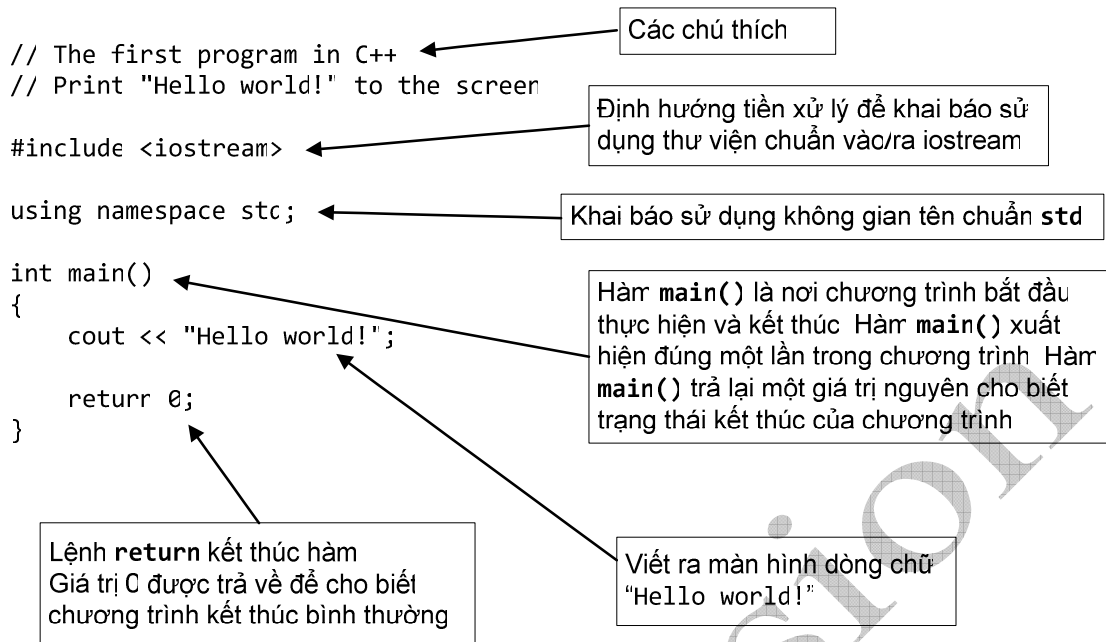 // The first program in C++
// Print "Hello world!" to the screen
#include <iostream>
using namespace std;
int main()
{
cout << "Hello world!";
return 0;
}
Các chú thích
Định hướng tiền xử lý để khai báo sử
dụng thư viện chuẩn vào/ra iostream
Khai báo sử dụng không gian tên chuẩn std
Hàm main() là nơi chương trình bắt đầu
thực hiện và kết thúc Hàm main() xuất
hiện đúng một lần trong chương trình Hàm
main() trả lại một giá trị nguyên cho biết
trạng thái kết thúc của chương trình
Lệnh return kết thúc hàm
Giá trị 0 được trả về để cho biết
chương trình kết thúc bình thường
Viết ra màn hình dòng chữ
“Hello world!”
sion